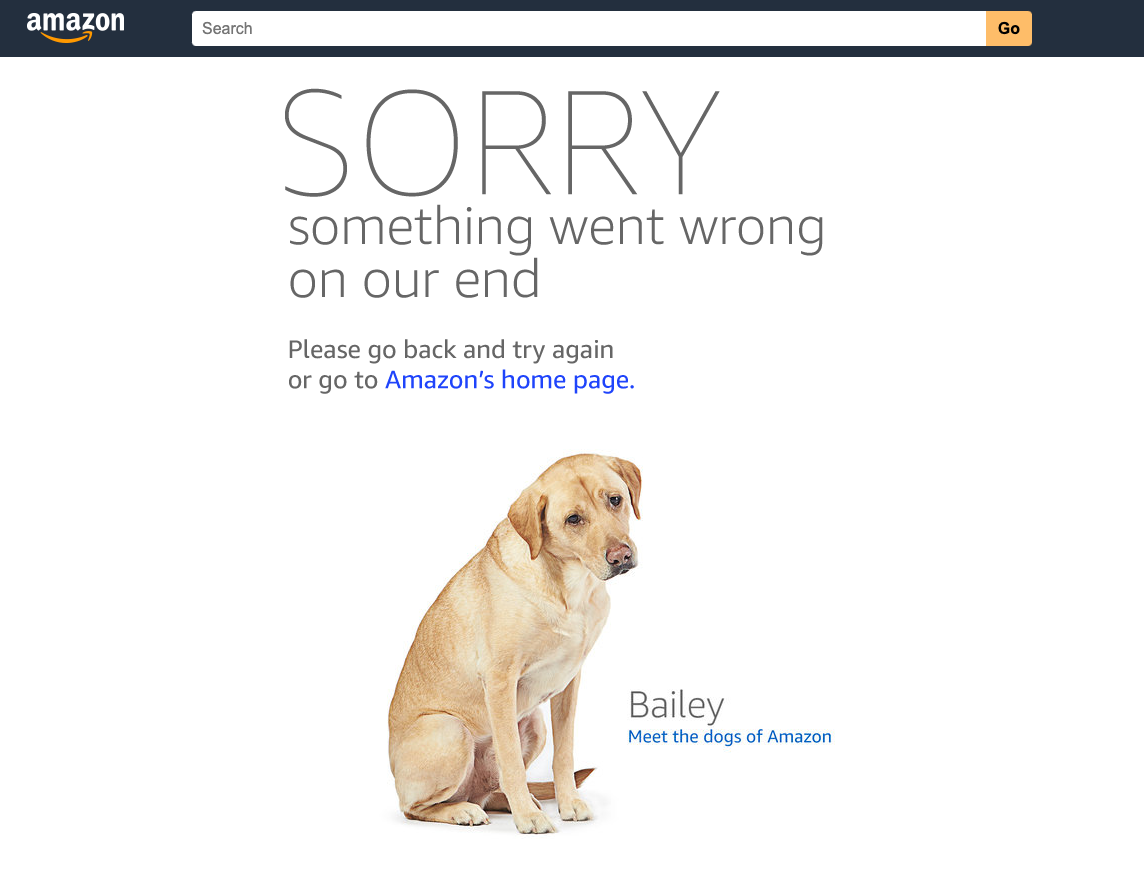 amazon
Search
Go
SORRY
something went wrong
on our end
Please go back and try again
or go to Amazon’s home page.
Bailey
Meet the dogs of Amazon